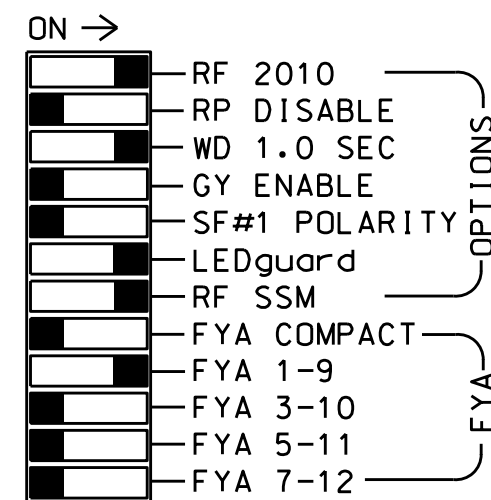 ON
RF 2010
RP DISABLE
WD 1.0 SEC
GY ENABLE
SF#1 POLARITY
LEDguard
RF SSM
OPTIONS
FYA COMPACT
FYA 1-9
FYA 3-10
FYA 5-11
FYA 7-12
FYA